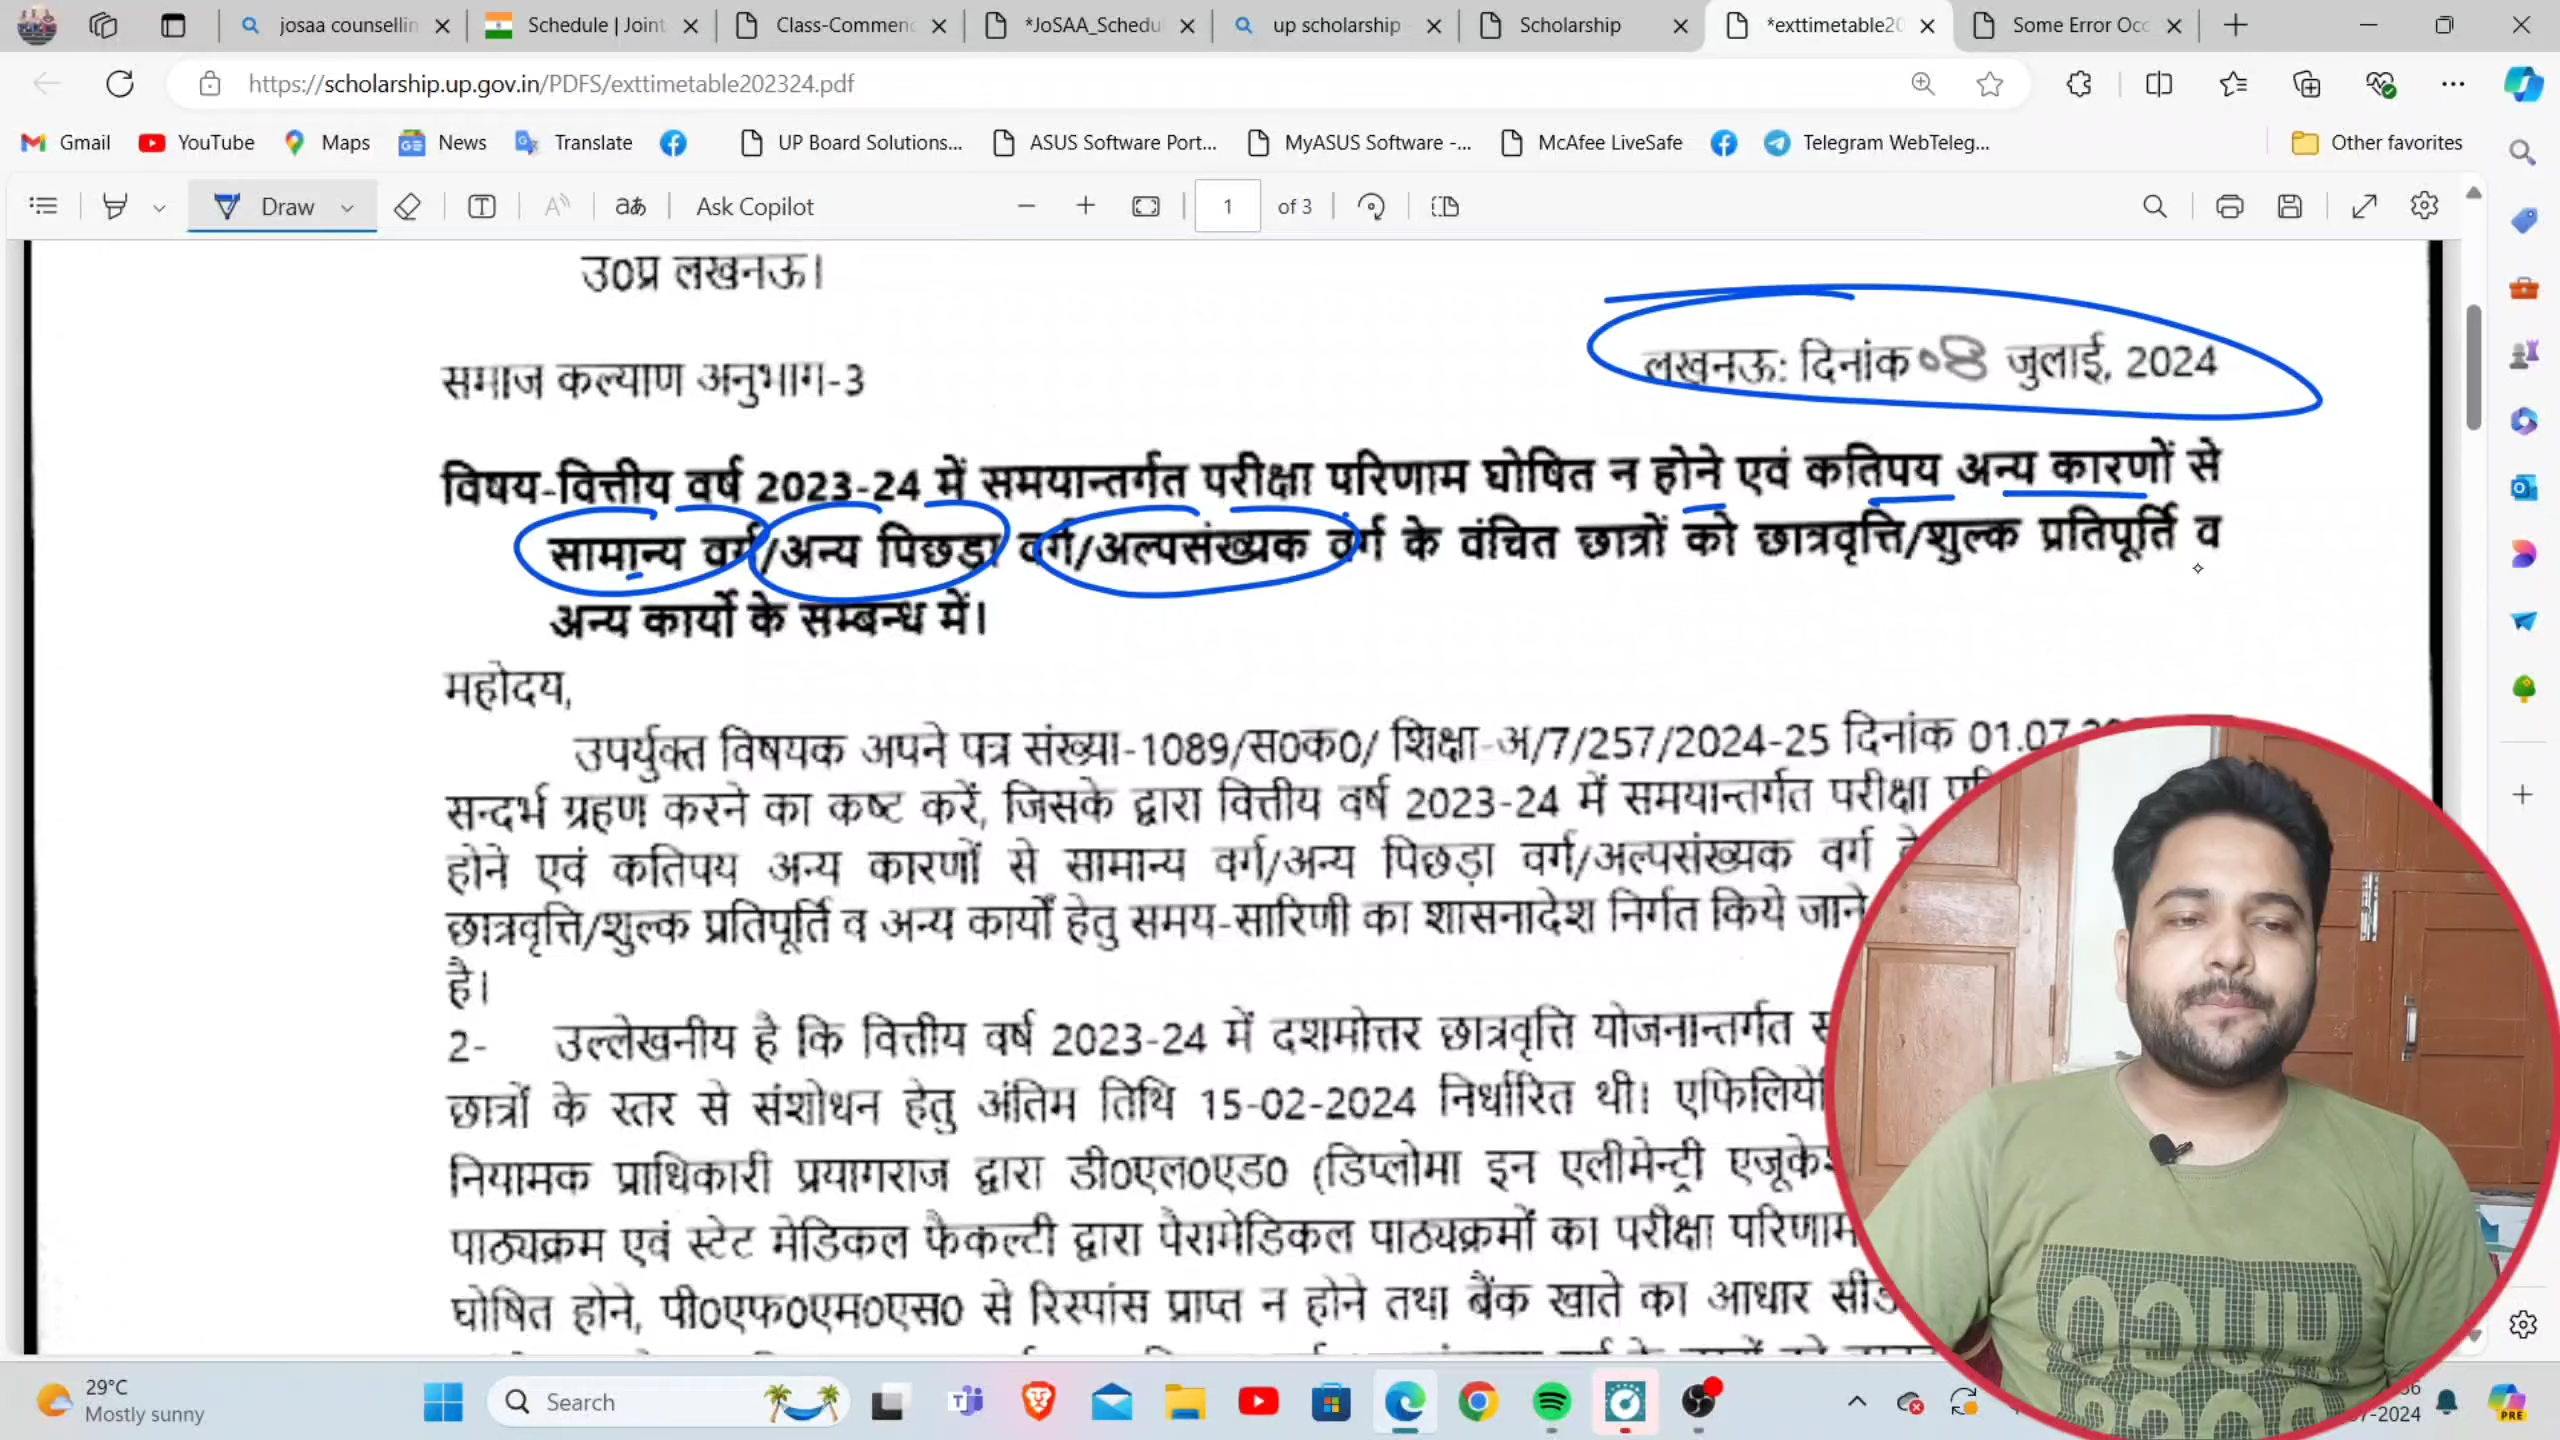 josaa counsellin
Schedule | Joint
Class-Commenc
*JoSAA_Schedu
up scholarship
Scholarship
*exttimetable20
Some Error Occ
https://scholarship.up.gov.in/PDFS/exttimetable202324.pdf
Gmail
YouTube
Maps
News
Translate
UP Board Solutions...
ASUS Software Port...
MyASUS Software -...
McAfee LiveSafe
Telegram WebTeleg...
Other favorites
Draw
Ask Copilot
1 of 3
उ0प्र लखनऊ।
समाज कल्याण अनुभाग-3
लखनऊ: दिनांक 08 जुलाई, 2024
विषय-वित्तीय वर्ष 2023-24 में समयान्तर्गत परीक्षा परिणाम घोषित न होने एवं कतिपय अन्य कारणों से
सामान्य वर्ग/अन्य पिछड़ा वर्ग/अल्पसंख्यक वर्ग के वंचित छात्रों को छात्रवृत्ति/शुल्क प्रतिपूर्ति व
अन्य कार्यो के सम्बन्ध में।
महोदय,
उपर्युक्त विषयक अपने पत्र संख्या-1089/स0क0/ शिक्षा-अ/7/257/2024-25 दिनांक 01.07
सन्दर्भ ग्रहण करने का कष्ट करें, जिसके द्वारा वित्तीय वर्ष 2023-24 में समयान्तर्गत परीक्षा
होने एवं कतिपय अन्य कारणों से सामान्य वर्ग/अन्य पिछड़ा वर्ग/अल्पसंख्यक वर्ग
छात्रवृत्ति/शुल्क प्रतिपूर्ति व अन्य कार्यों हेतु समय-सारिणी का शासनादेश निर्गत किये जाने
है।
2- उल्लेखनीय है कि वित्तीय वर्ष 2023-24 में दशमोत्तर छात्रवृत्ति योजनान्तर्गत
छात्रों के स्तर से संशोधन हेतु अंतिम तिथि 15-02-2024 निर्धारित थी। एफिलिये
नियामक प्राधिकारी प्रयागराज द्वारा डी0एल0एड0 (डिप्लोमा इन एलीमेन्ट्री एजूके
पाठ्यक्रम एवं स्टेट मेडिकल फैकल्टी द्वारा पैरामेडिकल पाठ्यक्रमों का परीक्षा परिणाम
घोषित होने, पी0एफ0एम0एस0 से रिस्पांस प्राप्त न होने तथा बैंक खाते का आधार सीड
29°C
Mostly sunny
Search
PRE
-2024